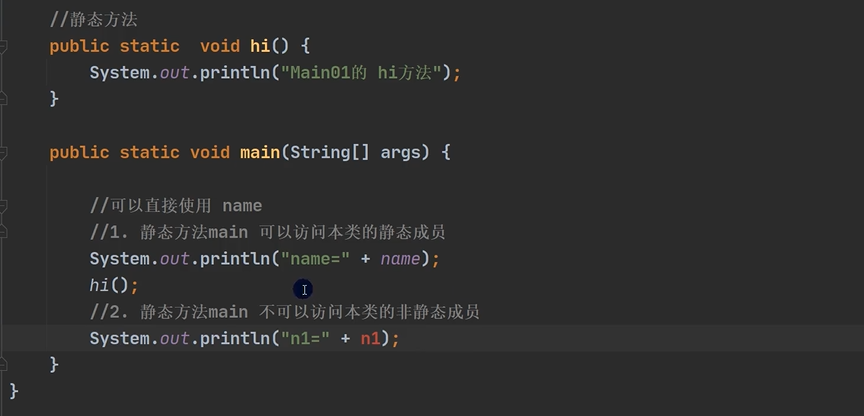 //静态方法
public static  void hi() {
System.out.println("Main01的 hi方法");
}
public static void main(String[] args) {
//可以直接使用 name
//1. 静态方法main 可以访问本类的静态成员
System.out.println("name=" + name);
hi();
//2. 静态方法main 不可以访问本类的非静态成员
System.out.println("n1=" + n1);
}
}